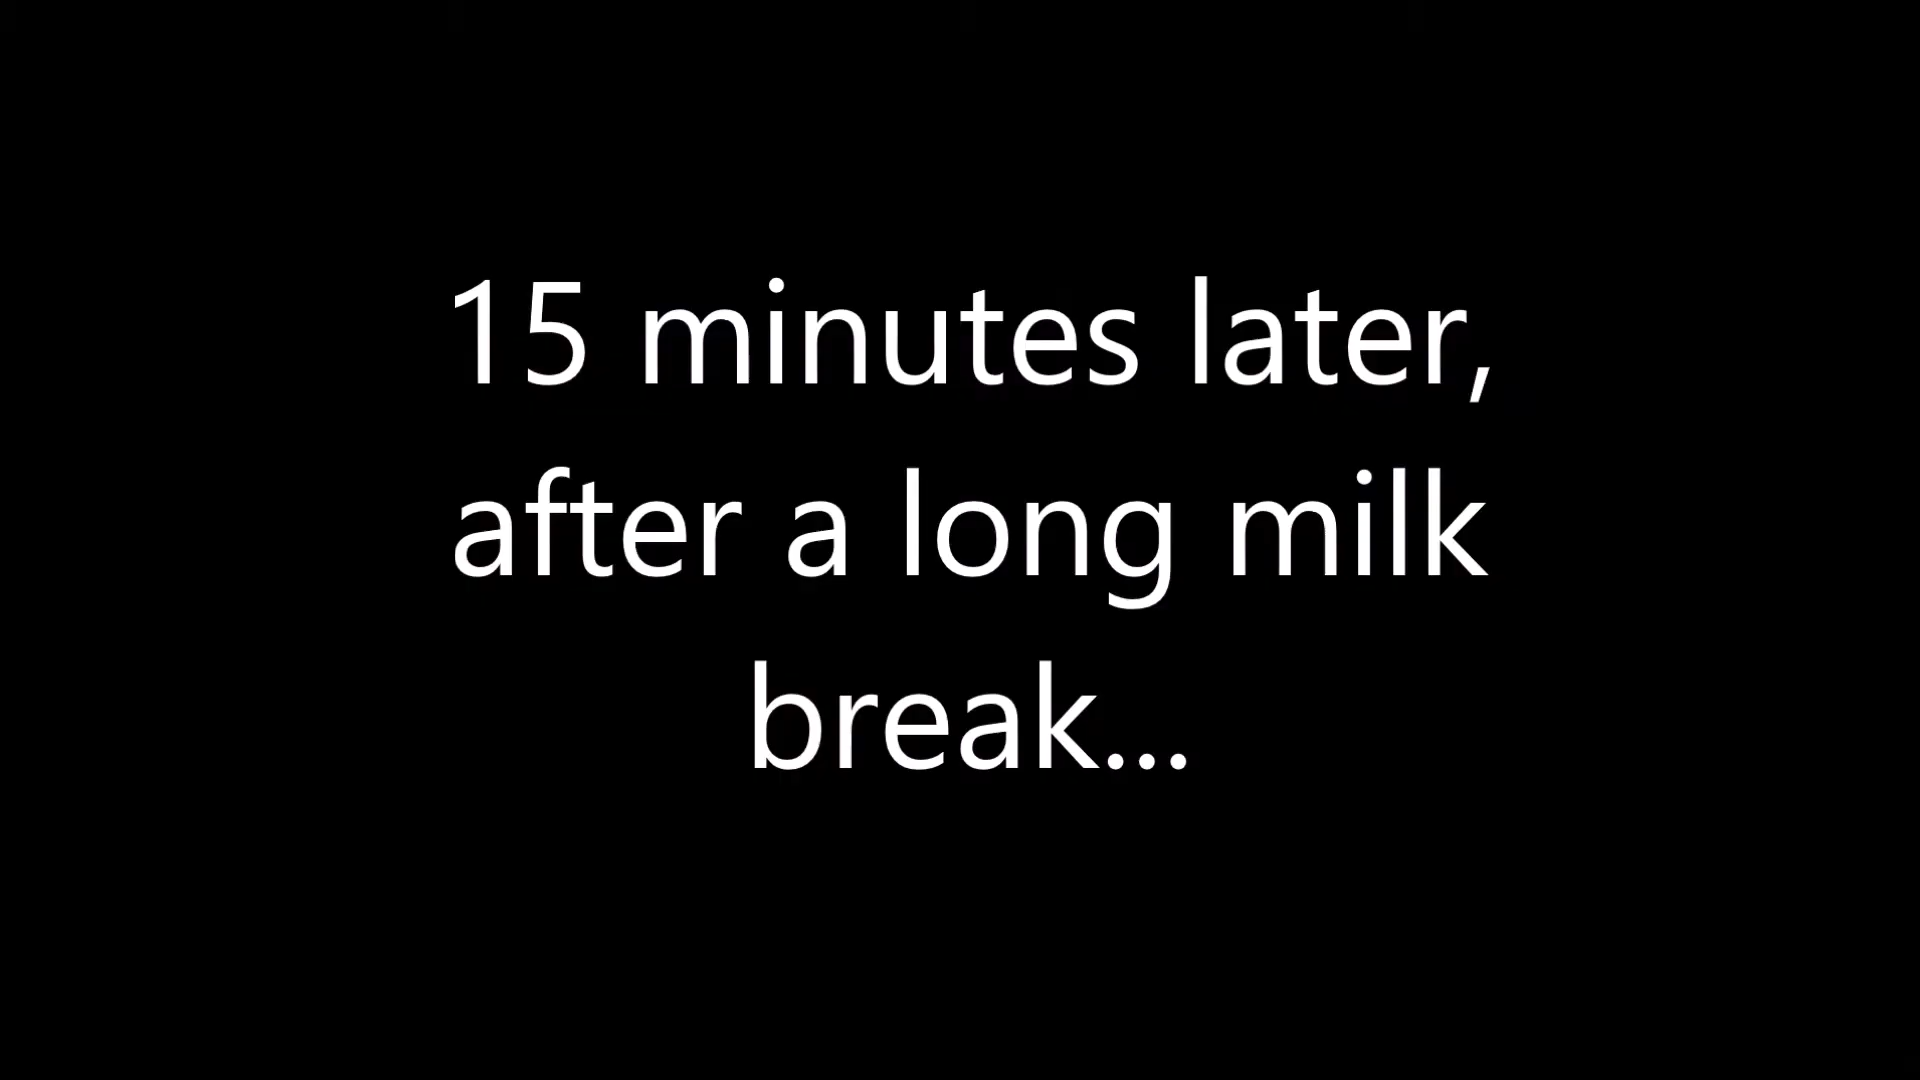 15 minutes later,
after a long milk
break...